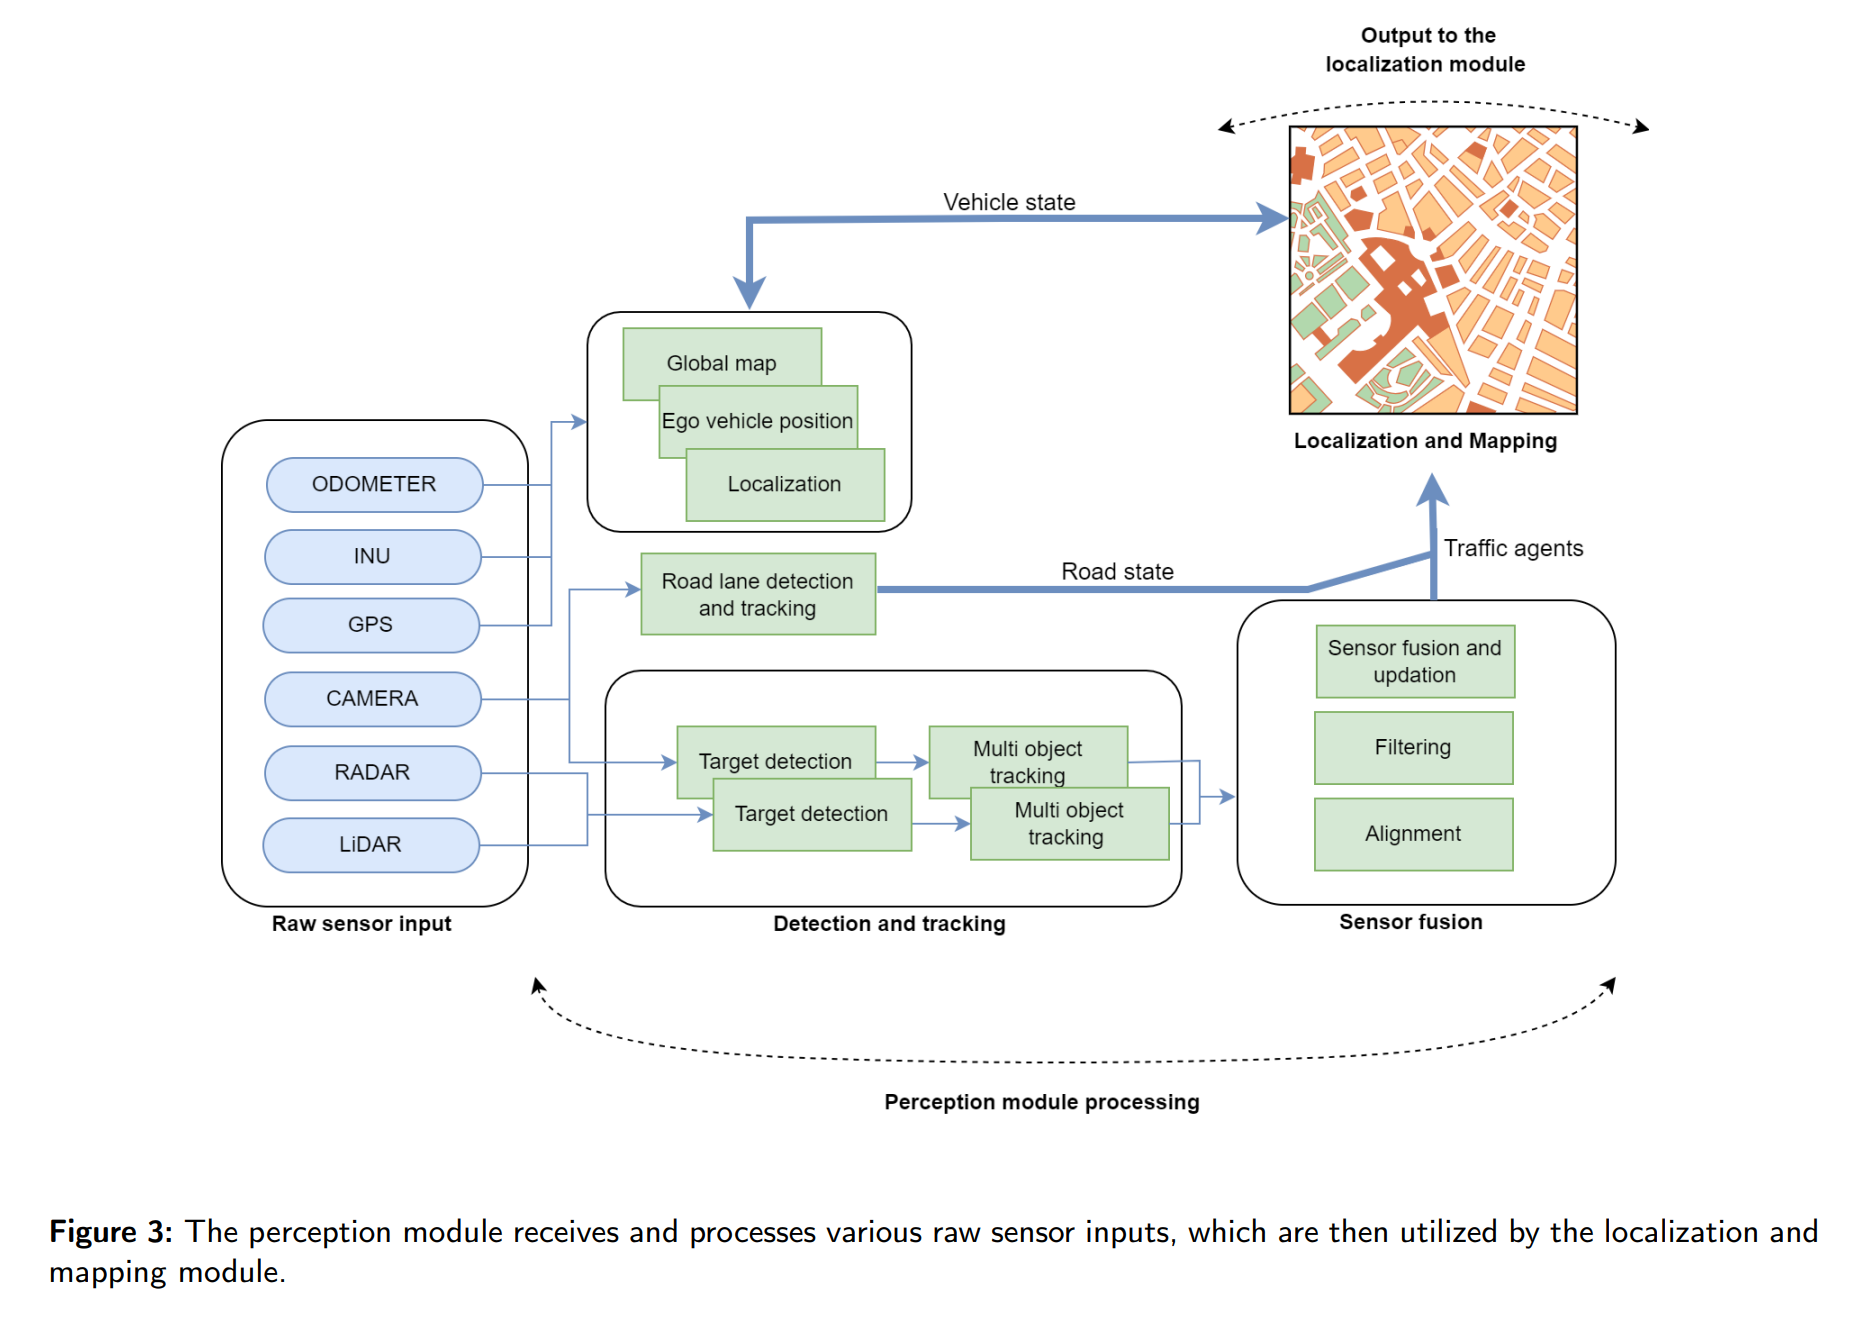 Output to the
localization module
Vehicle state
Global map
Ego vehicle position
Localization
Localization and Mapping
ODOMETER
INU
GPS
CAMERA
RADAR
LiDAR
Raw sensor input
Road lane detection
and tracking
Road state
Traffic agents
Target detection
Multi object
tracking
Target detection
Multi object
tracking
Detection and tracking
Sensor fusion and
updation
Filtering
Alignment
Sensor fusion
Perception module processing
Figure 3: The perception module receives and processes various raw sensor inputs, which are then utilized by the localization and
mapping module.